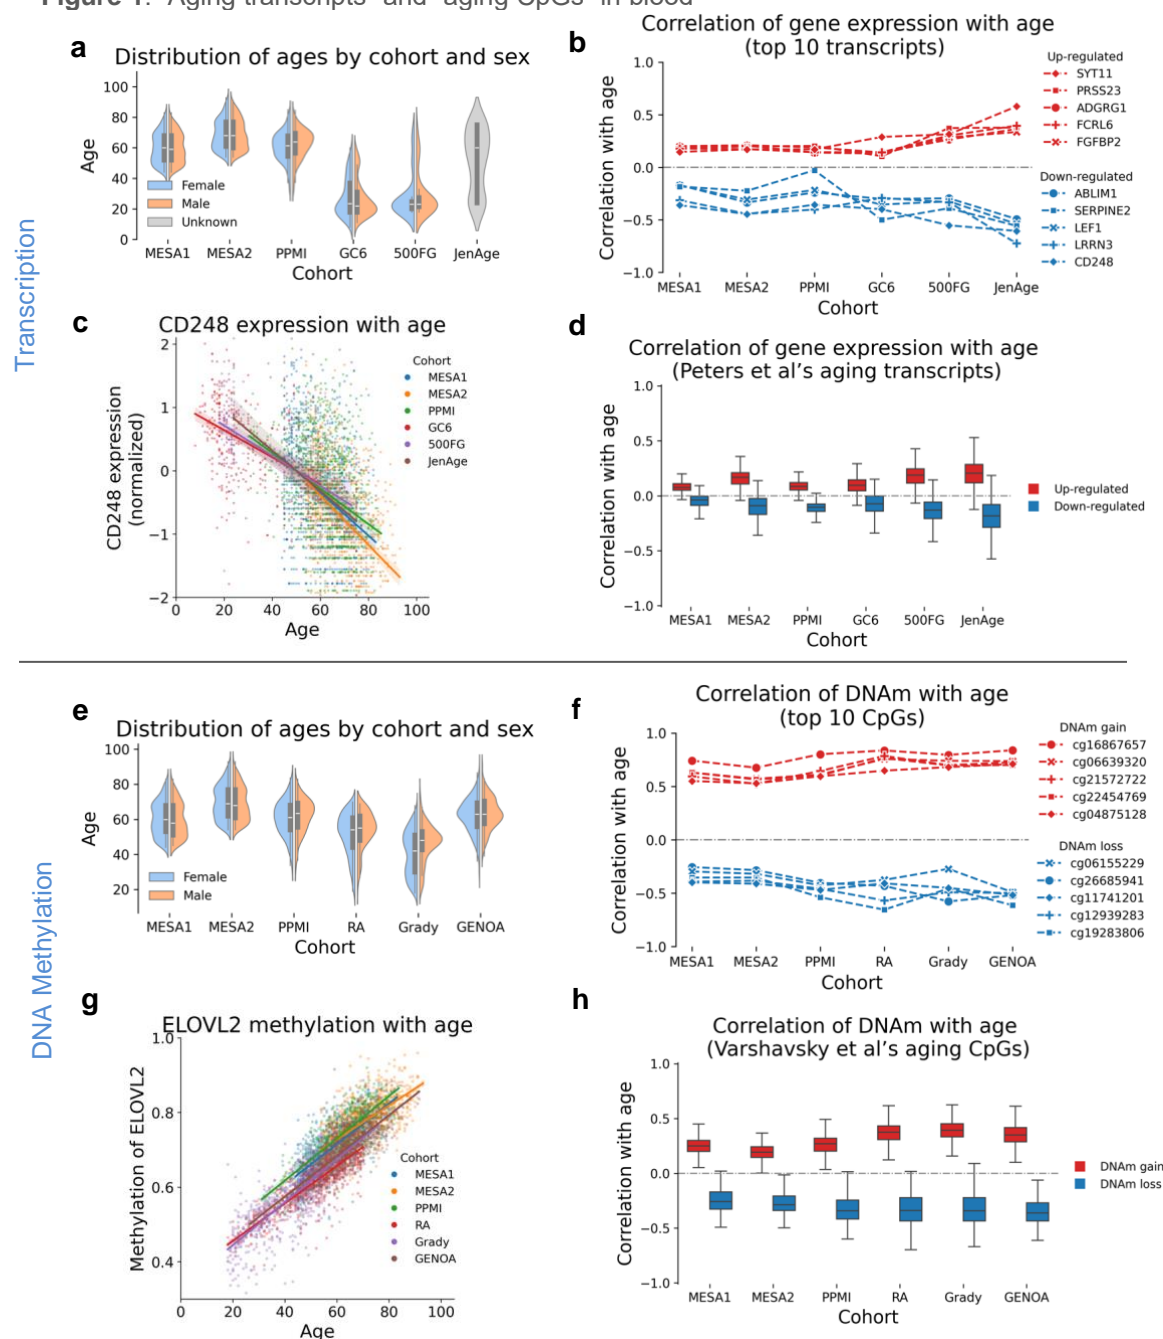 Figure 1. "Aging transcripts" and "aging CpGs" in blood
Transcription
a
Distribution of ages by cohort and sex
Age
100
80
60
40
20
0
Female
Male
Unknown
MESA1 MESA2 PPMI GC6 500FG JenAge
Cohort
b
Correlation of gene expression with age
(top 10 transcripts)
Correlation with age
1.0
0.5
0.0
−0.5
−1.0
Up-regulated
SYT11
PRSS23
ADGRG1
FCRL6
FGFBP2
Down-regulated
ABLIM1
SERPINE2
LEF1
LRRN3
CD248
MESA1 MESA2 PPMI GC6 500FG JenAge
Cohort
c
CD248 expression with age
CD248 expression
(normalized)
2
1
0
−1
−2
Cohort
MESA1
MESA2
PPMI
GC6
500FG
JenAge
0 20 40 60 80 100
Age
d
Correlation of gene expression with age
(Peters et al's aging transcripts)
Correlation with age
1.0
0.5
0.0
−0.5
−1.0
Up-regulated
Down-regulated
MESA1 MESA2 PPMI GC6 500FG JenAge
Cohort
DNA Methylation
e
Distribution of ages by cohort and sex
Age
100
80
60
40
20
Female
Male
MESA1 MESA2 PPMI RA Grady GENOA
Cohort
f
Correlation of DNAm with age
(top 10 CpGs)
Correlation with age
1.0
0.5
0.0
−0.5
−1.0
DNAm gain
cg16867657
cg06639320
cg21572722
cg22454769
cg04875128
DNAm loss
cg06155229
cg26685941
cg11741201
cg12939283
cg19283806
MESA1 MESA2 PPMI RA Grady GENOA
Cohort
g
ELOVL2 methylation with age
Methylation of ELOVL2
1.0
0.8
0.6
0.4
Cohort
MESA1
MESA2
PPMI
RA
Grady
GENOA
0 20 40 60 80 100
Age
h
Correlation of DNAm with age
(Varshavsky et al's aging CpGs)
Correlation with age
1.0
0.5
0.0
−0.5
−1.0
DNAm gain
DNAm loss
MESA1 MESA2 PPMI RA Grady GENOA
Cohort